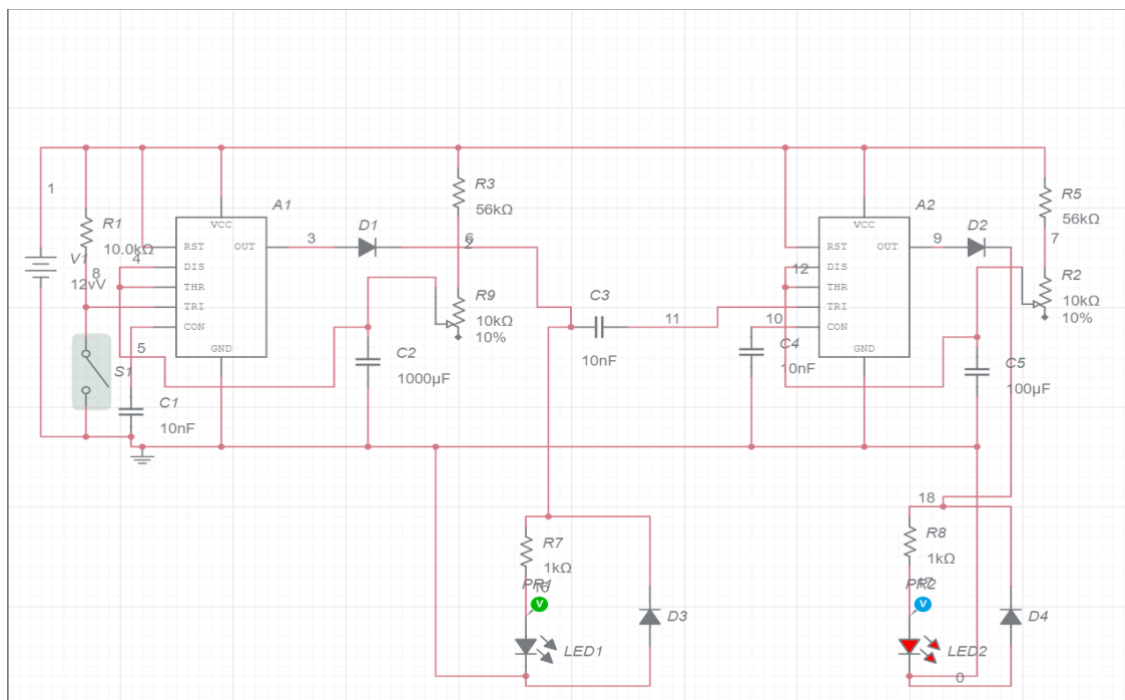 1
R1
10.0kΩ
V1
12vV
8
4
A1
VCC
RST
OUT
DIS
THR
TRI
CON
GND
5
S1
C1
10nF
3
D1
R3
56kΩ
R9
10kΩ
10%
C2
1000µF
C3
10nF
11
A2
VCC
RST
OUT
DIS
THR
TRI
CON
GND
12
10
C4
10nF
9
D2
R5
56kΩ
7
R2
10kΩ
10%
C5
100µF
R7
1kΩ
PR1
V
LED1
D3
18
R8
1kΩ
PR2
V
LED2
0
D4